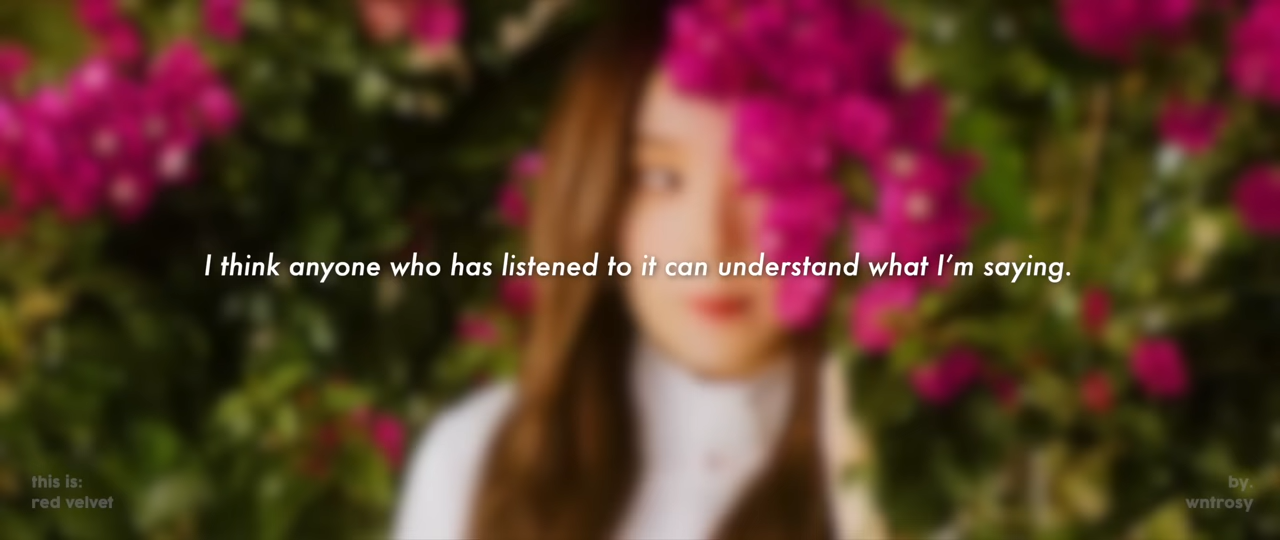 I think anyone who has listened to it can understand what I'm saying.
this is:
red velvet
by.
wntrosy